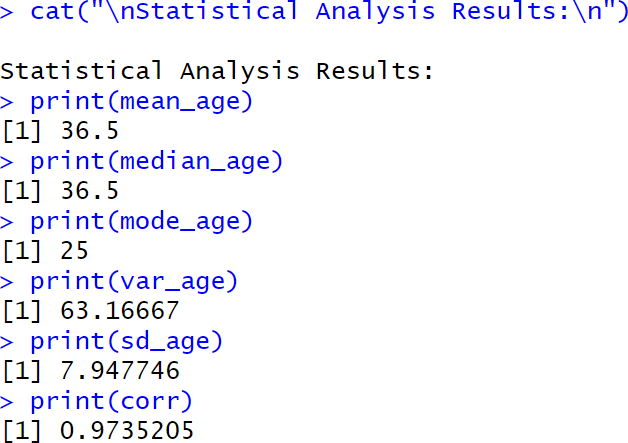 > cat("\nStatistical Analysis Results:\n")
Statistical Analysis Results:
> print(mean_age)
[1] 36.5
> print(median_age)
[1] 36.5
> print(mode_age)
[1] 25
> print(var_age)
[1] 63.16667
> print(sd_age)
[1] 7.947746
> print(corr)
[1] 0.9735205